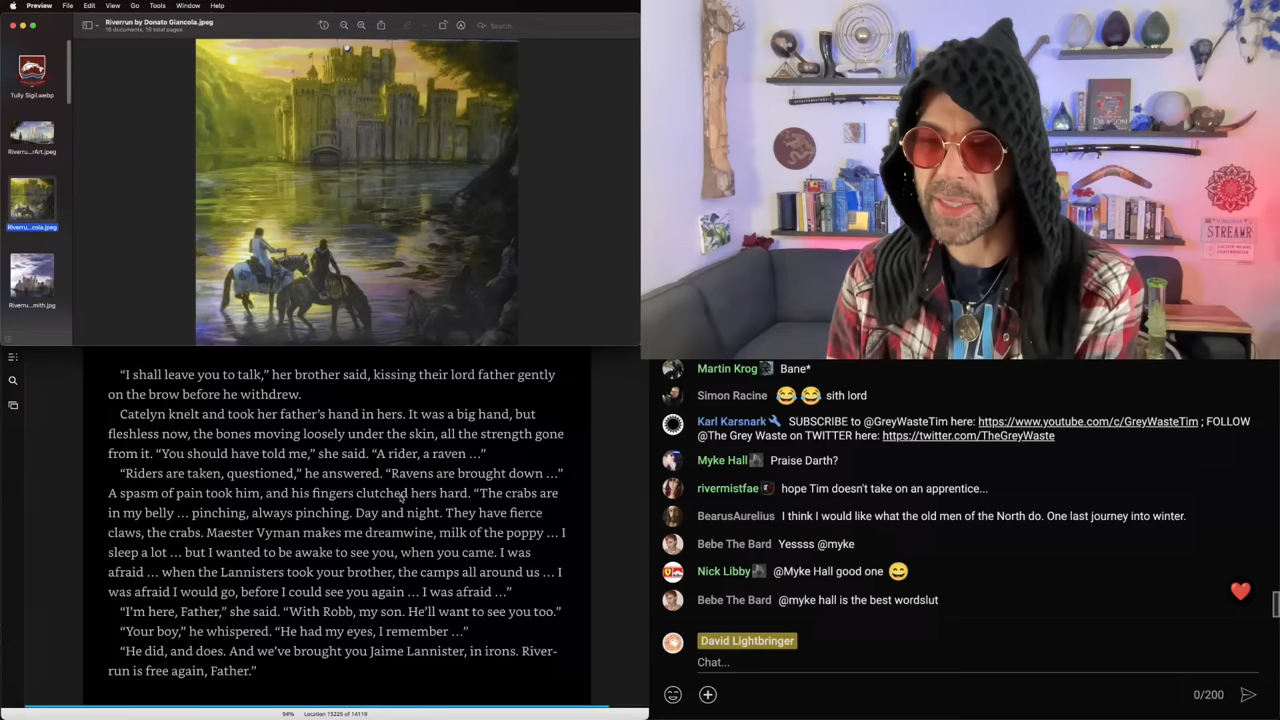 Preview File Edit View Go Tools Window Help
Riverrun by Donato Giancola.jpeg
16 documents, 16 total pages
Search...
Tully Sigil.webp
Riverru...rArt.jpeg
Riverru...cola.jpeg
Riverru...mith.jpg
DRAGON
STREAMR
“I shall leave you to talk,” her brother said, kissing their lord father gently
on the brow before he withdrew.
Catelyn knelt and took her father’s hand in hers. It was a big hand, but
fleshless now, the bones moving loosely under the skin, all the strength gone
from it. “You should have told me,” she said. “A rider, a raven …”
“Riders are taken, questioned,” he answered. “Ravens are brought down …”
A spasm of pain took him, and his fingers clutched hers hard. “The crabs are
in my belly … pinching, always pinching. Day and night. They have fierce
claws, the crabs. Maester Vyman makes me dreamwine, milk of the poppy … I
sleep a lot … but I wanted to be awake to see you, when you came. I was
afraid … when the Lannisters took your brother, the camps all around us … I
was afraid I would go, before I could see you again … I was afraid …”
“I’m here, Father,” she said. “With Robb, my son. He’ll want to see you too.”
“Your boy,” he whispered. “He had my eyes, I remember …”
“He did, and does. And we’ve brought you Jaime Lannister, in irons. River-
run is free again, Father.”
94% Location 13225 of 14119
Martin Krog Bane*
Simon Racine 😂 😂 sith lord
Karl Karsnark SUBSCRIBE to @GreyWasteTim here: https://www.youtube.com/c/GreyWasteTim ; FOLLOW
@The Grey Waste on TWITTER here: https://twitter.com/TheGreyWaste
Myke Hall Praise Darth?
rivermistfae hope Tim doesn't take on an apprentice...
BearusAurelius I think I would like what the old men of the North do. One last journey into winter.
Bebe The Bard Yessss @myke
Nick Libby @Myke Hall good one 😄
Bebe The Bard @myke hall is the best wordslut
David Lightbringer
Chat...
0/200